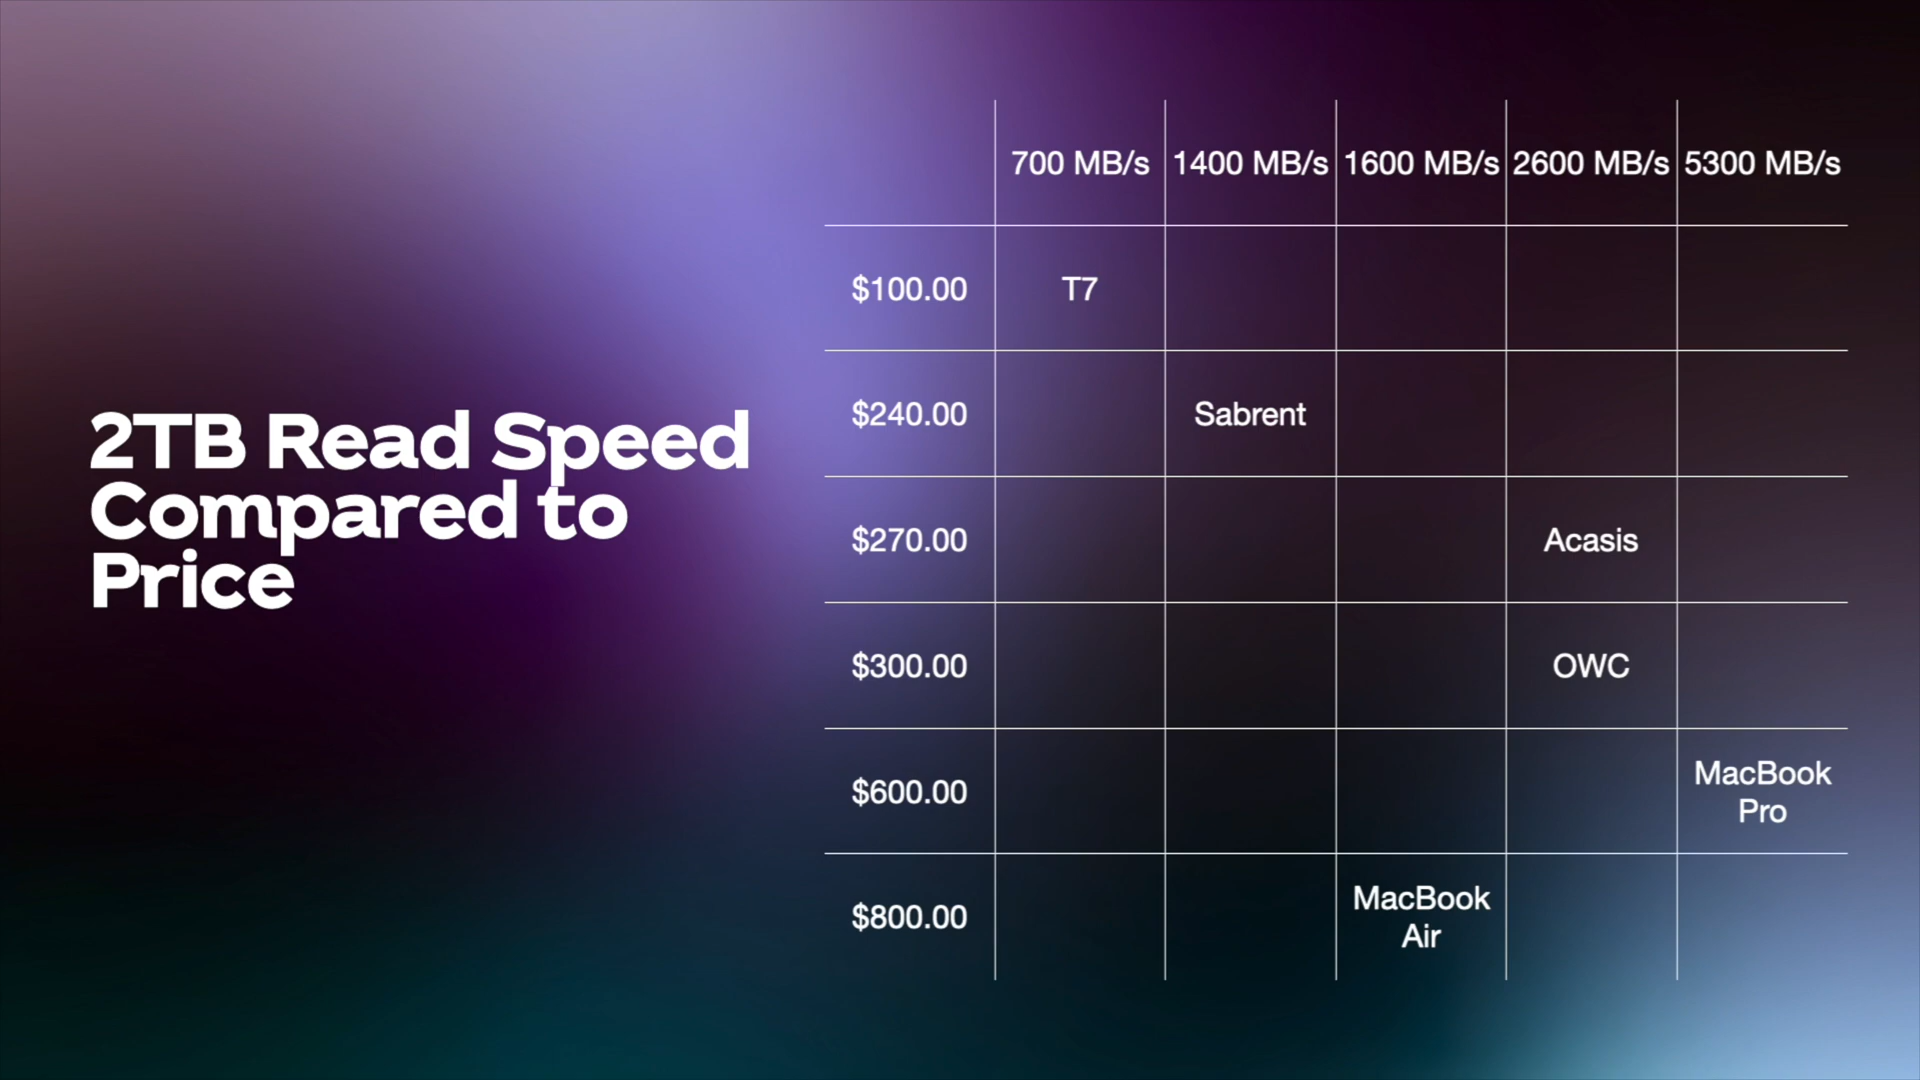 2TB Read Speed
Compared to
Price
700 MB/s 1400 MB/s 1600 MB/s 2600 MB/s 5300 MB/s
$100.00 T7
$240.00 Sabrent
$270.00 Acasis
$300.00 OWC
$600.00 MacBook
Pro
$800.00 MacBook
Air